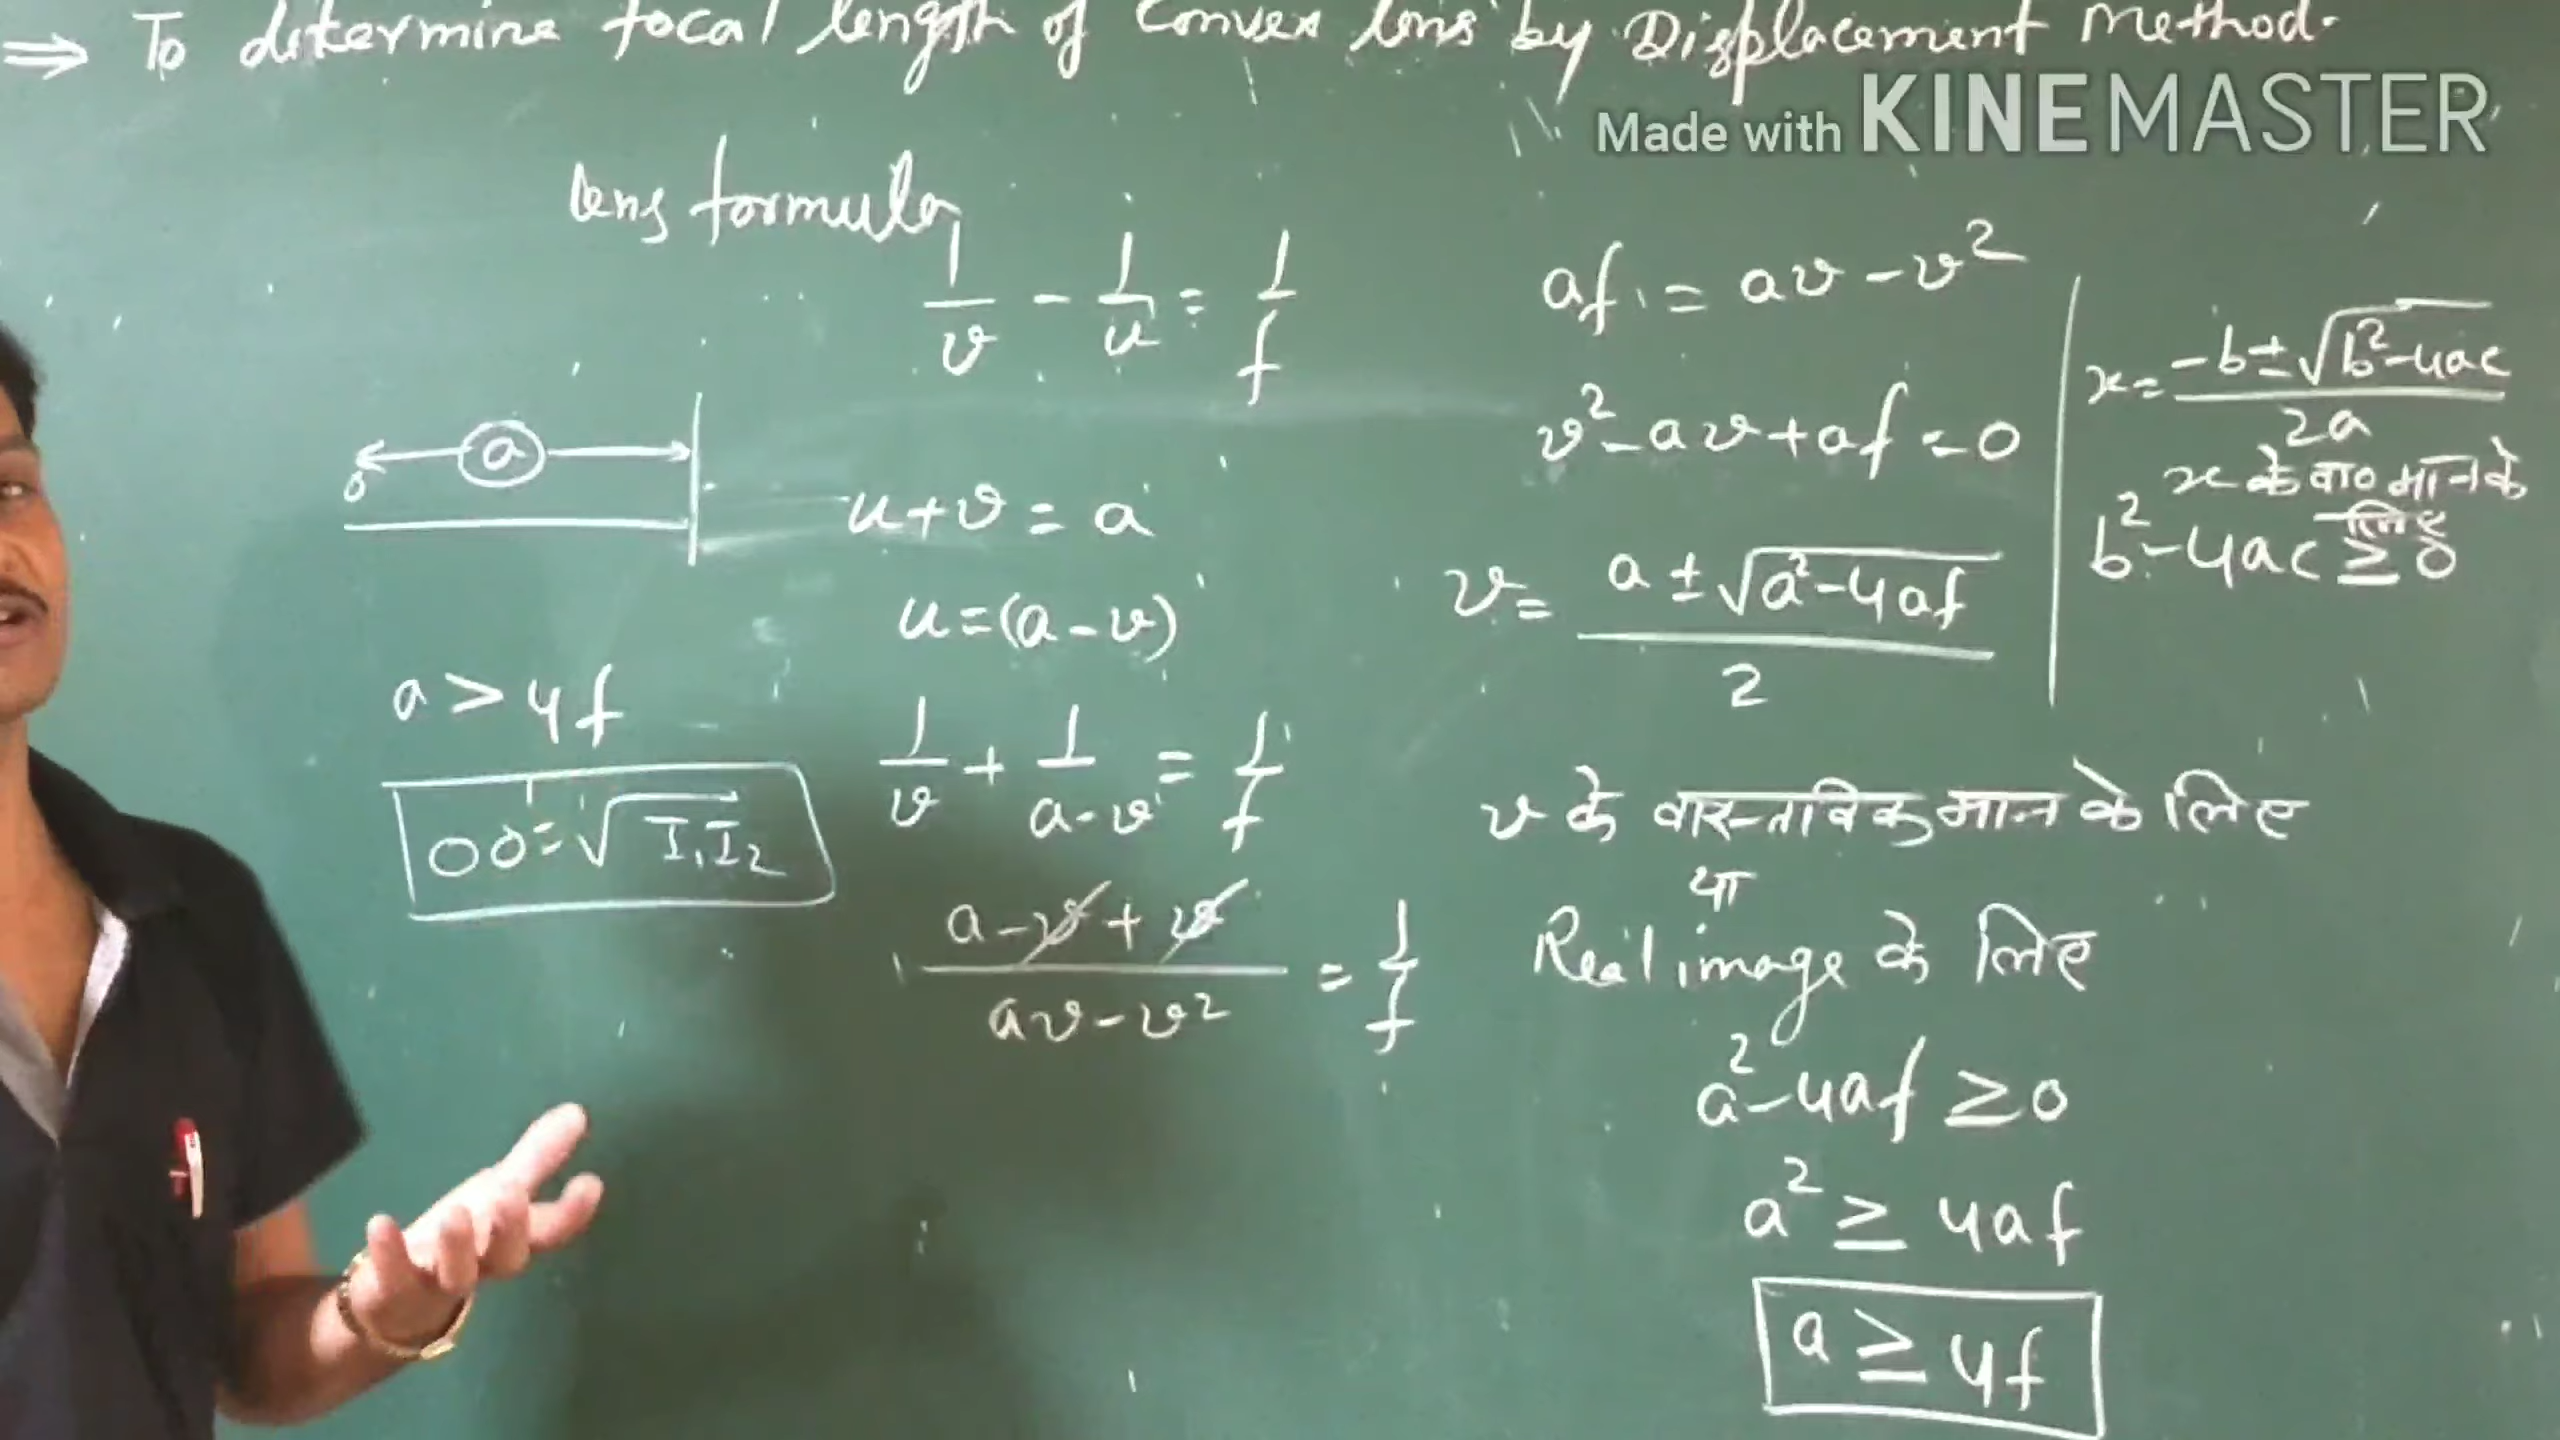 ⇒ To determine focal length of Convex lens by Displacement Method.
Made with KINEMASTER
lens formula
1/v - 1/u = 1/f
a
o
u+v = a
u=(a-v)
a > 4f
OO=√I₁I₂
1/v + 1/a-v = 1/f
a-v+v / av-v² = 1/f
af = av-v²
v²-av+af=0
v= a±√a²-4af / 2
x= -b±√b²-4ac / 2a
x के वा० मान के
लिए
b²-4ac ≥ 0
v के वास्तविक मान के लिए
या
Real image के लिए
a²-4af ≥0
a² ≥ 4af
a ≥ 4f